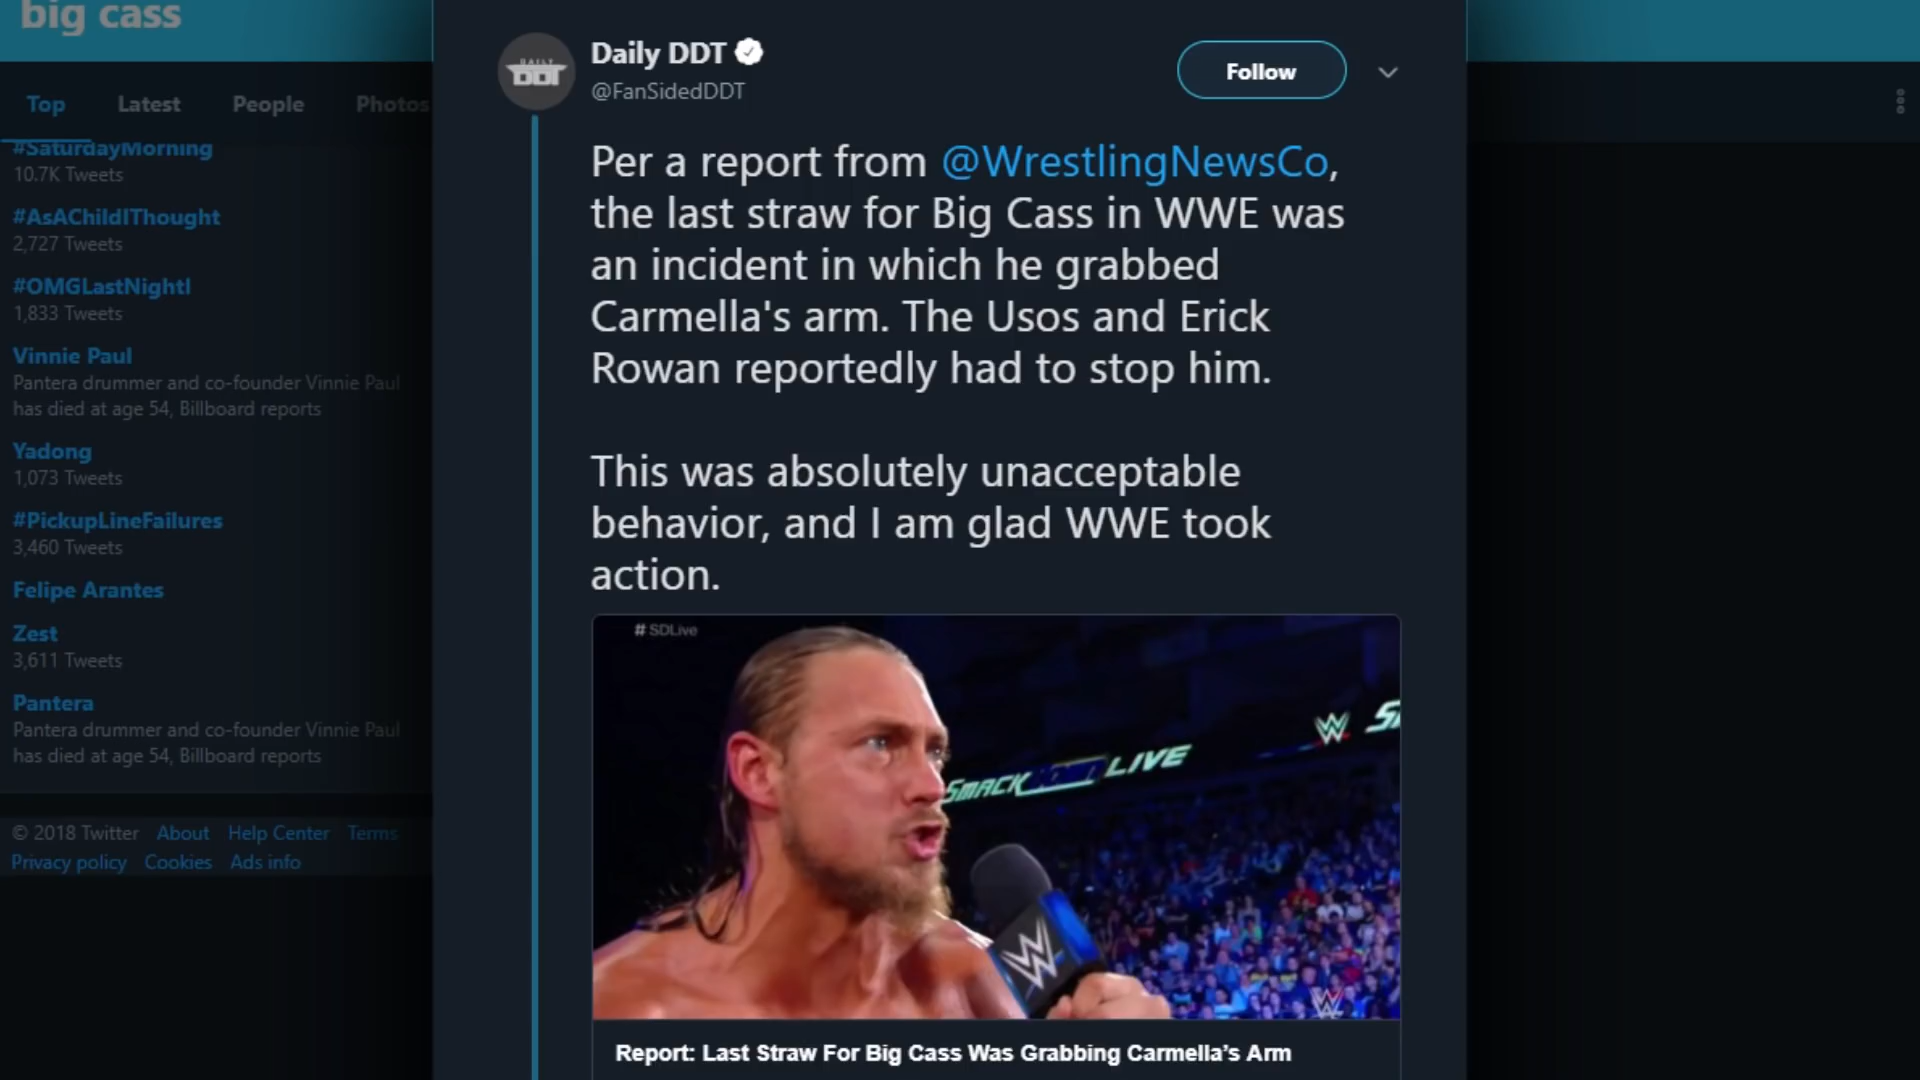 big cass
Top Latest People Photos
#SaturdayMorning
10.7K Tweets
#AsAChildIThought
2,727 Tweets
#OMGLastNightI
1,833 Tweets
Vinnie Paul
Pantera drummer and co-founder Vinnie Paul
has died at age 54, Billboard reports
Yadong
1,073 Tweets
#PickupLineFailures
3,460 Tweets
Felipe Arantes
Zest
3,611 Tweets
Pantera
Pantera drummer and co-founder Vinnie Paul
has died at age 54, Billboard reports
© 2018 Twitter About Help Center Terms
Privacy policy Cookies Ads info
DAILY
DDT
Daily DDT
@FanSidedDDT
Follow
Per a report from @WrestlingNewsCo,
the last straw for Big Cass in WWE was
an incident in which he grabbed
Carmella's arm. The Usos and Erick
Rowan reportedly had to stop him.
This was absolutely unacceptable
behavior, and I am glad WWE took
action.
#SDLive
SMACKDOWN LIVE
W
S
W
W
Report: Last Straw For Big Cass Was Grabbing Carmella’s Arm